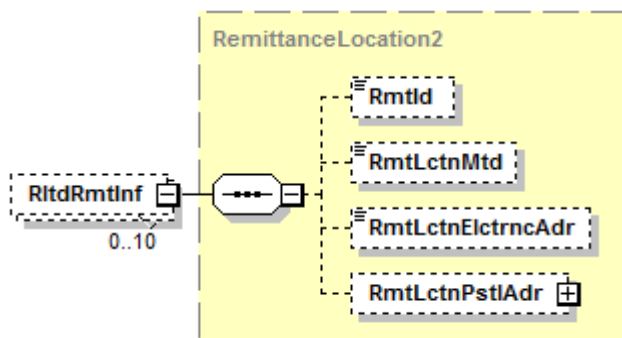 RemittanceLocation2
RmtId
RmtLctnMtd
RltdRmtInf
0..10
RmtLctnElctrncAdr
RmtLctnPstlAdr